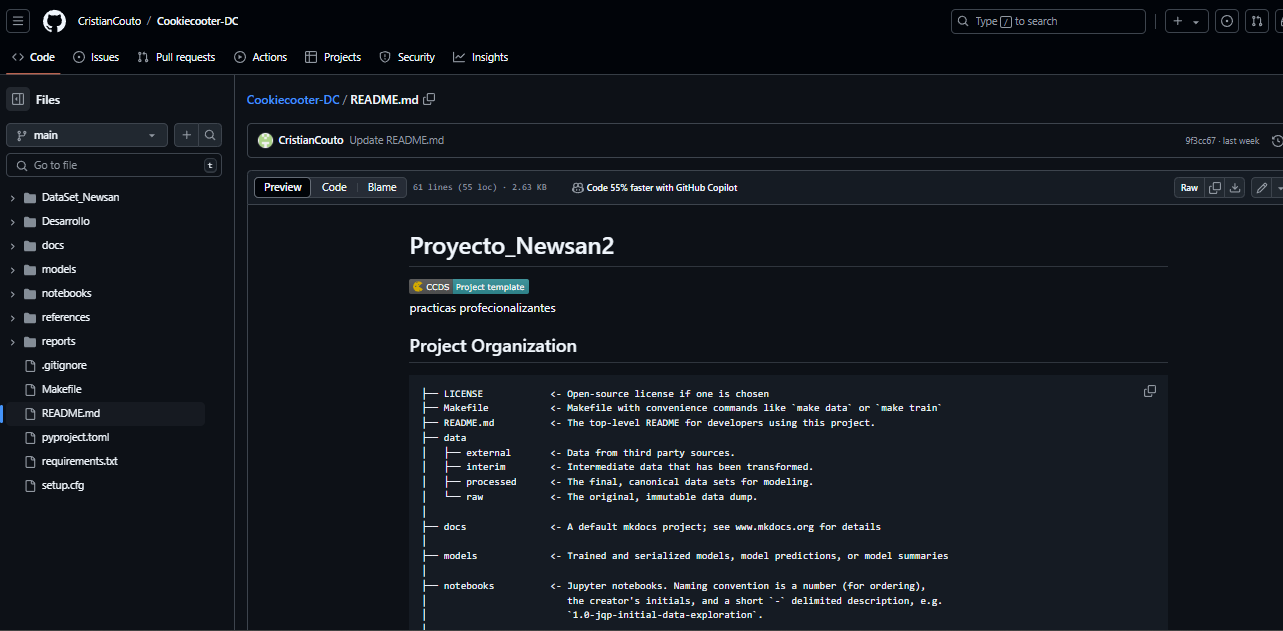 CristianCouto / Cookiecooter-DC
Type / to search
Code Issues Pull requests Actions Projects Security Insights
Files
main
Go to file t
DataSet_Newsan
Desarrollo
docs
models
notebooks
references
reports
.gitignore
Makefile
README.md
pyproject.toml
requirements.txt
setup.cfg
Cookiecooter-DC / README.md
CristianCouto Update README.md 9f3cc67 · last week
Preview Code Blame 61 lines (55 loc) · 2.63 KB Code 55% faster with GitHub Copilot Raw
Proyecto_Newsan2
CCDS Project template
practicas profecionalizantes
Project Organization
├── LICENSE <- Open-source license if one is chosen
├── Makefile <- Makefile with convenience commands like `make data` or `make train`
├── README.md <- The top-level README for developers using this project.
├── data
│ ├── external <- Data from third party sources.
│ ├── interim <- Intermediate data that has been transformed.
│ ├── processed <- The final, canonical data sets for modeling.
│ └── raw <- The original, immutable data dump.
│
├── docs <- A default mkdocs project; see www.mkdocs.org for details
│
├── models <- Trained and serialized models, model predictions, or model summaries
│
├── notebooks <- Jupyter notebooks. Naming convention is a number (for ordering),
│ the creator's initials, and a short `-` delimited description, e.g.
│ `1.0-jqp-initial-data-exploration`.